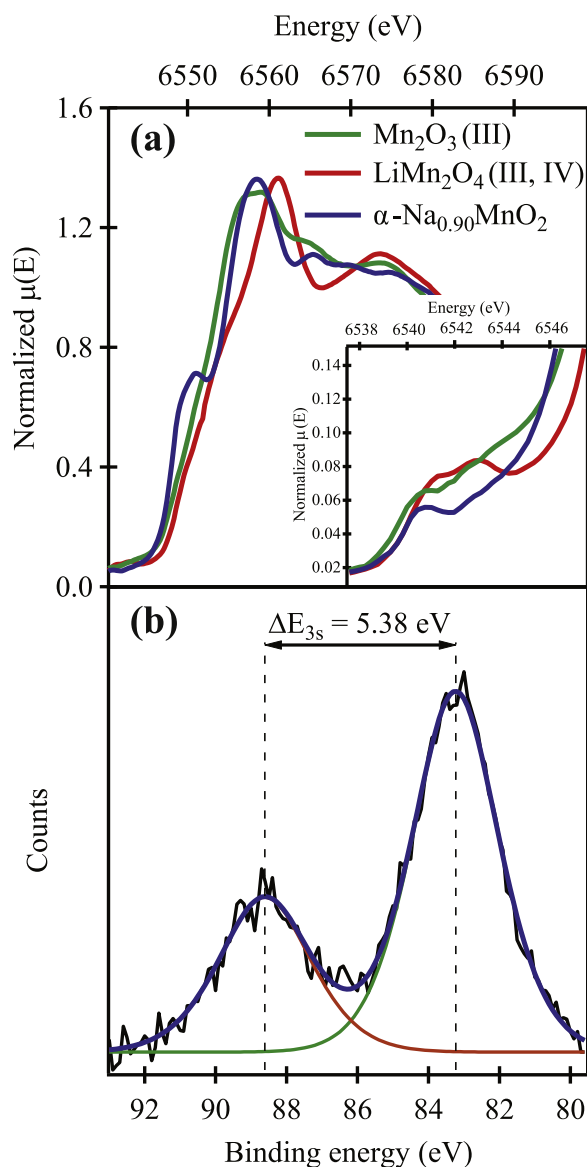 Energy (eV)
6550 6560 6570 6580 6590
1.6
(a)
Mn₂O₃ (III)
LiMn₂O₄ (III, IV)
α-Na₀.₉₀MnO₂
1.2
0.8
0.4
0.0
Normalized μ(E)
Energy (eV)
6538 6540 6542 6544 6546
0.14
0.12
0.10
0.08
0.06
0.04
0.02
Normalized μ(E)
(b)
ΔE₃ₛ = 5.38 eV
Counts
92 90 88 86 84 82 80
Binding energy (eV)